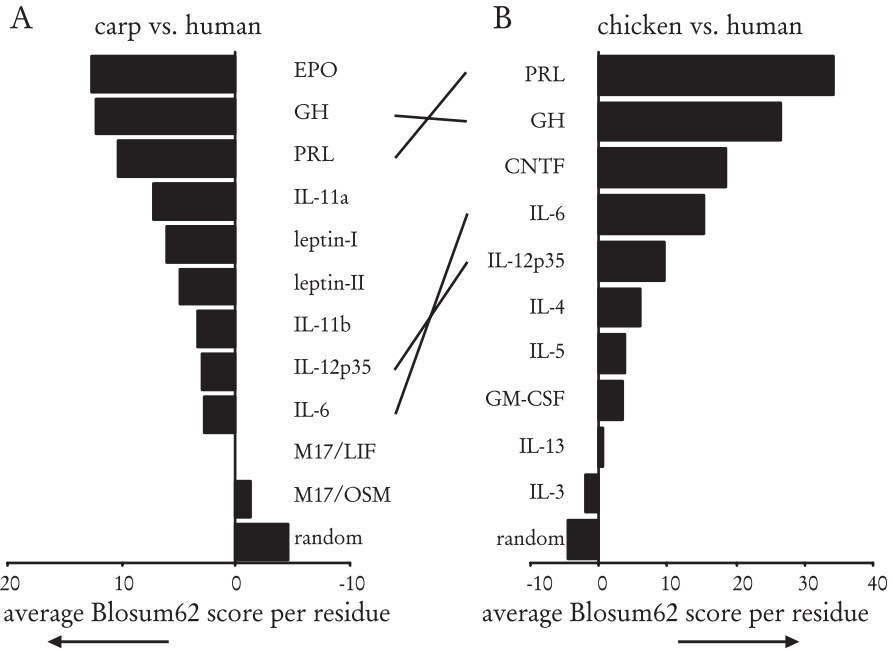 A
carp vs. human
EPO
GH
PRL
IL-11a
leptin-I
leptin-II
IL-11b
IL-12p35
IL-6
M17/LIF
M17/OSM
random
20 10 0 -10
average Blosum62 score per residue
B
chicken vs. human
PRL
GH
CNTF
IL-6
IL-12p35
IL-4
IL-5
GM-CSF
IL-13
IL-3
random
-10 0 10 20 30 40
average Blosum62 score per residue